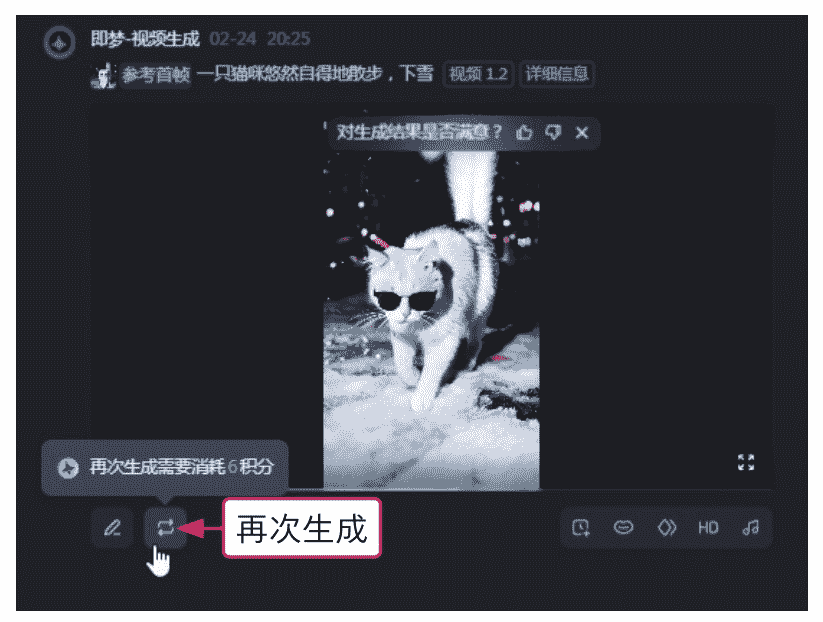 即梦-视频生成 02-24 20:25
参考首帧 一只猫咪悠然自得地散步，下雪 视频 1.2 详细信息
对生成结果是否满意？
再次生成需要消耗 6 积分
再次生成
HD